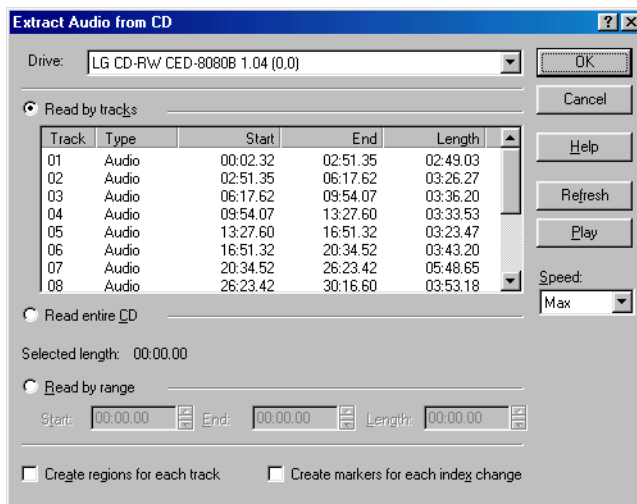 Extract Audio from CD
Drive: LG CD-RW CED-8080B 1.04 (0,0)
OK
Cancel
Help
Refresh
Play
Speed:
Max
Read by tracks
Track Type Start End Length
01 Audio 00:02.32 02:51.35 02:49.03
02 Audio 02:51.35 06:17.62 03:26.27
03 Audio 06:17.62 09:54.07 03:36.20
04 Audio 09:54.07 13:27.60 03:33.53
05 Audio 13:27.60 16:51.32 03:23.47
06 Audio 16:51.32 20:34.52 03:43.20
07 Audio 20:34.52 26:23.42 05:48.65
08 Audio 26:23.42 30:16.60 03:53.18
Read entire CD
Selected length: 00:00.00
Read by range
Start: 00:00.00 End: 00:00.00 Length: 00:00.00
Create regions for each track Create markers for each index change